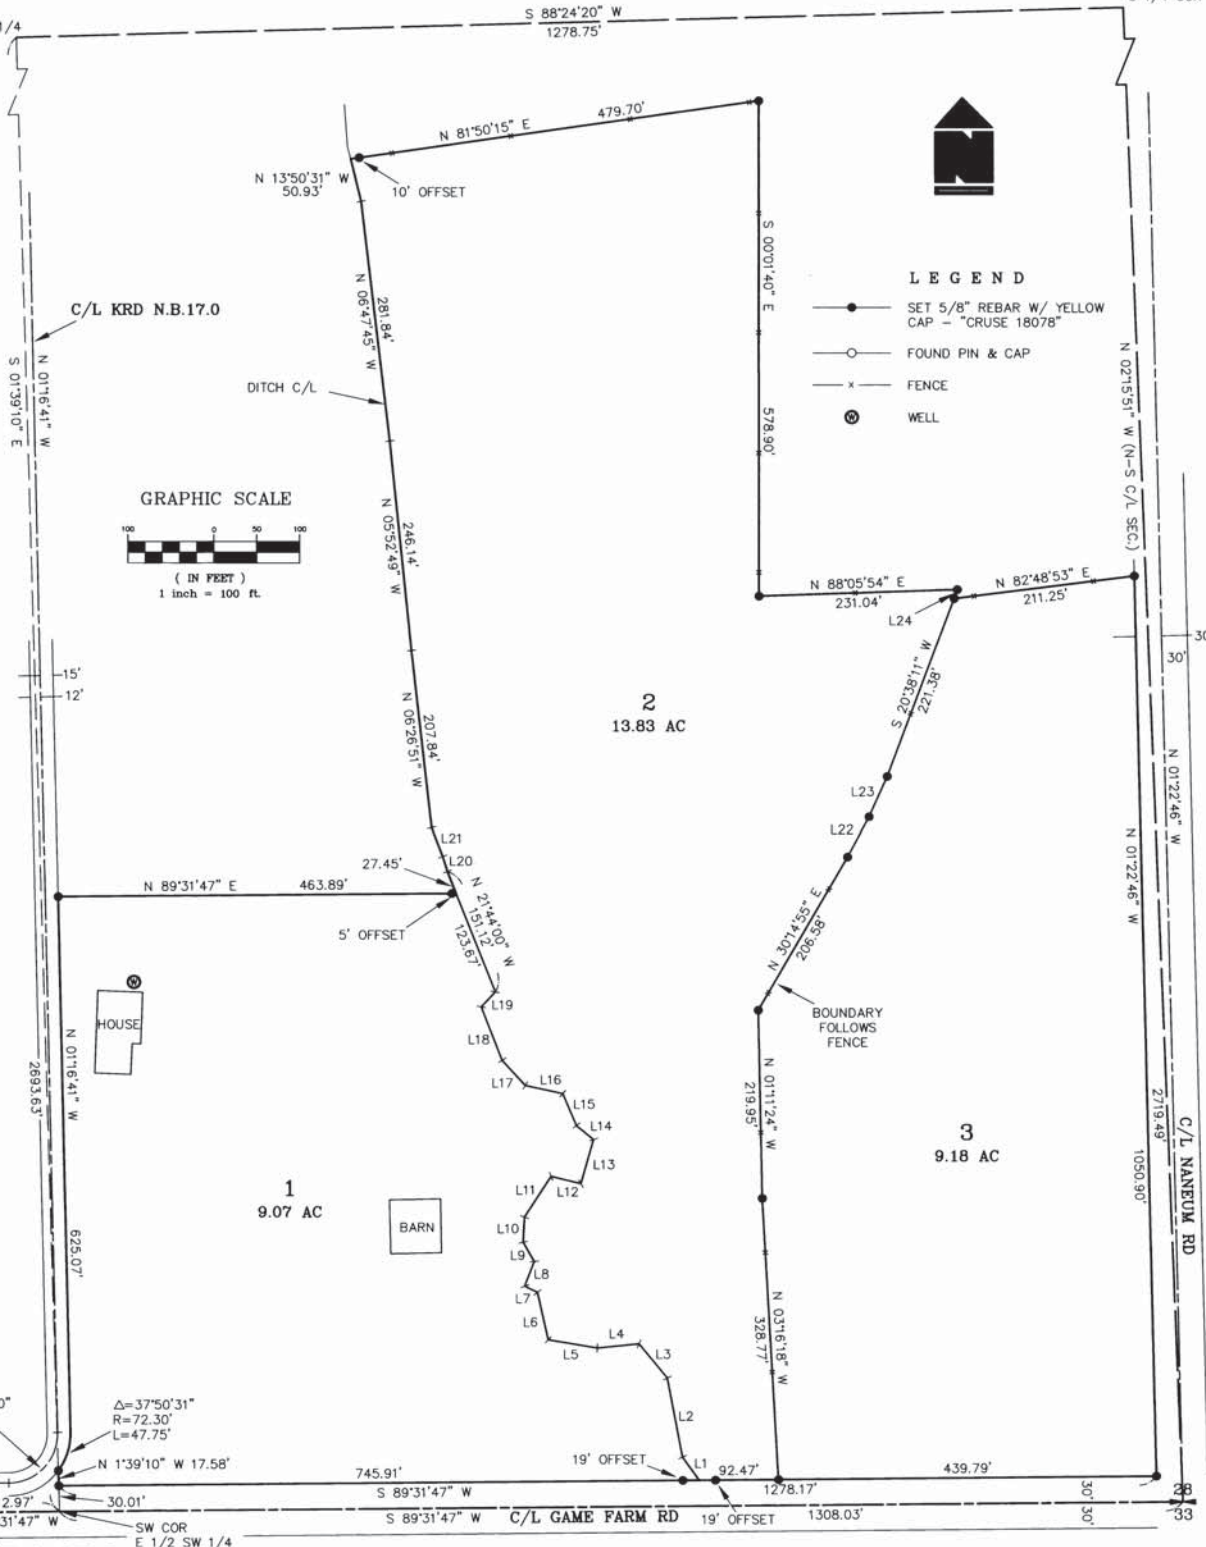 S 88°24'20" W
1278.75'
1/4
N 81°50'15" E
479.70'
N 13°50'31" W
50.93'
10' OFFSET
N
LEGEND
SET 5/8" REBAR W/ YELLOW
CAP - "CRUSE 18078"
FOUND PIN & CAP
FENCE
W WELL
C/L KRD N.B.17.0
S 01°39'10" E
N 01°16'41" W
N 06°47'45" W
281.84'
DITCH C/L
S 00°01'40" E
578.90'
N 02°15'51" W (N-S C/L SEC.)
GRAPHIC SCALE
100 0 50 100
( IN FEET )
1 inch = 100 ft.
N 05°52'49" W
246.14'
N 88°05'54" E
231.04'
N 82°48'53" E
211.25'
L24
30
30'
15'
12'
2
13.83 AC
S 20°38'11" W
221.38'
N 06°26'51" W
207.84'
N 01°22'46" W
L23
L22
L21
L20
27.45'
N 89°31'47" E
463.89'
5' OFFSET
N 21°44'00" W
151.12'
123.67'
N 30°14'55" E
206.58'
N 01°22'46" W
BOUNDARY
FOLLOWS
FENCE
W
HOUSE
L19
L18
L17
L16
L15
L14
L13
L12
L11
L10
L9
L8
L7
L6
L5
L4
L3
L2
L1
2693.63'
N 01°16'41" W
625.07'
N 01°11'24" W
219.95'
3
9.18 AC
2719.49'
1050.90'
C/L NANEUM RD
1
9.07 AC
BARN
N 03°16'18" W
328.77'
Δ=37°50'31"
R=72.30'
L=47.75'
N 1°39'10" W 17.58'
19' OFFSET
745.91'
92.47'
439.79'
S 89°31'47" W
1278.17'
2.97'
30.01'
31'47" W
S 89°31'47" W
C/L GAME FARM RD
19' OFFSET
1308.03'
30'
30'
28
33
SW COR
E 1/2 SW 1/4